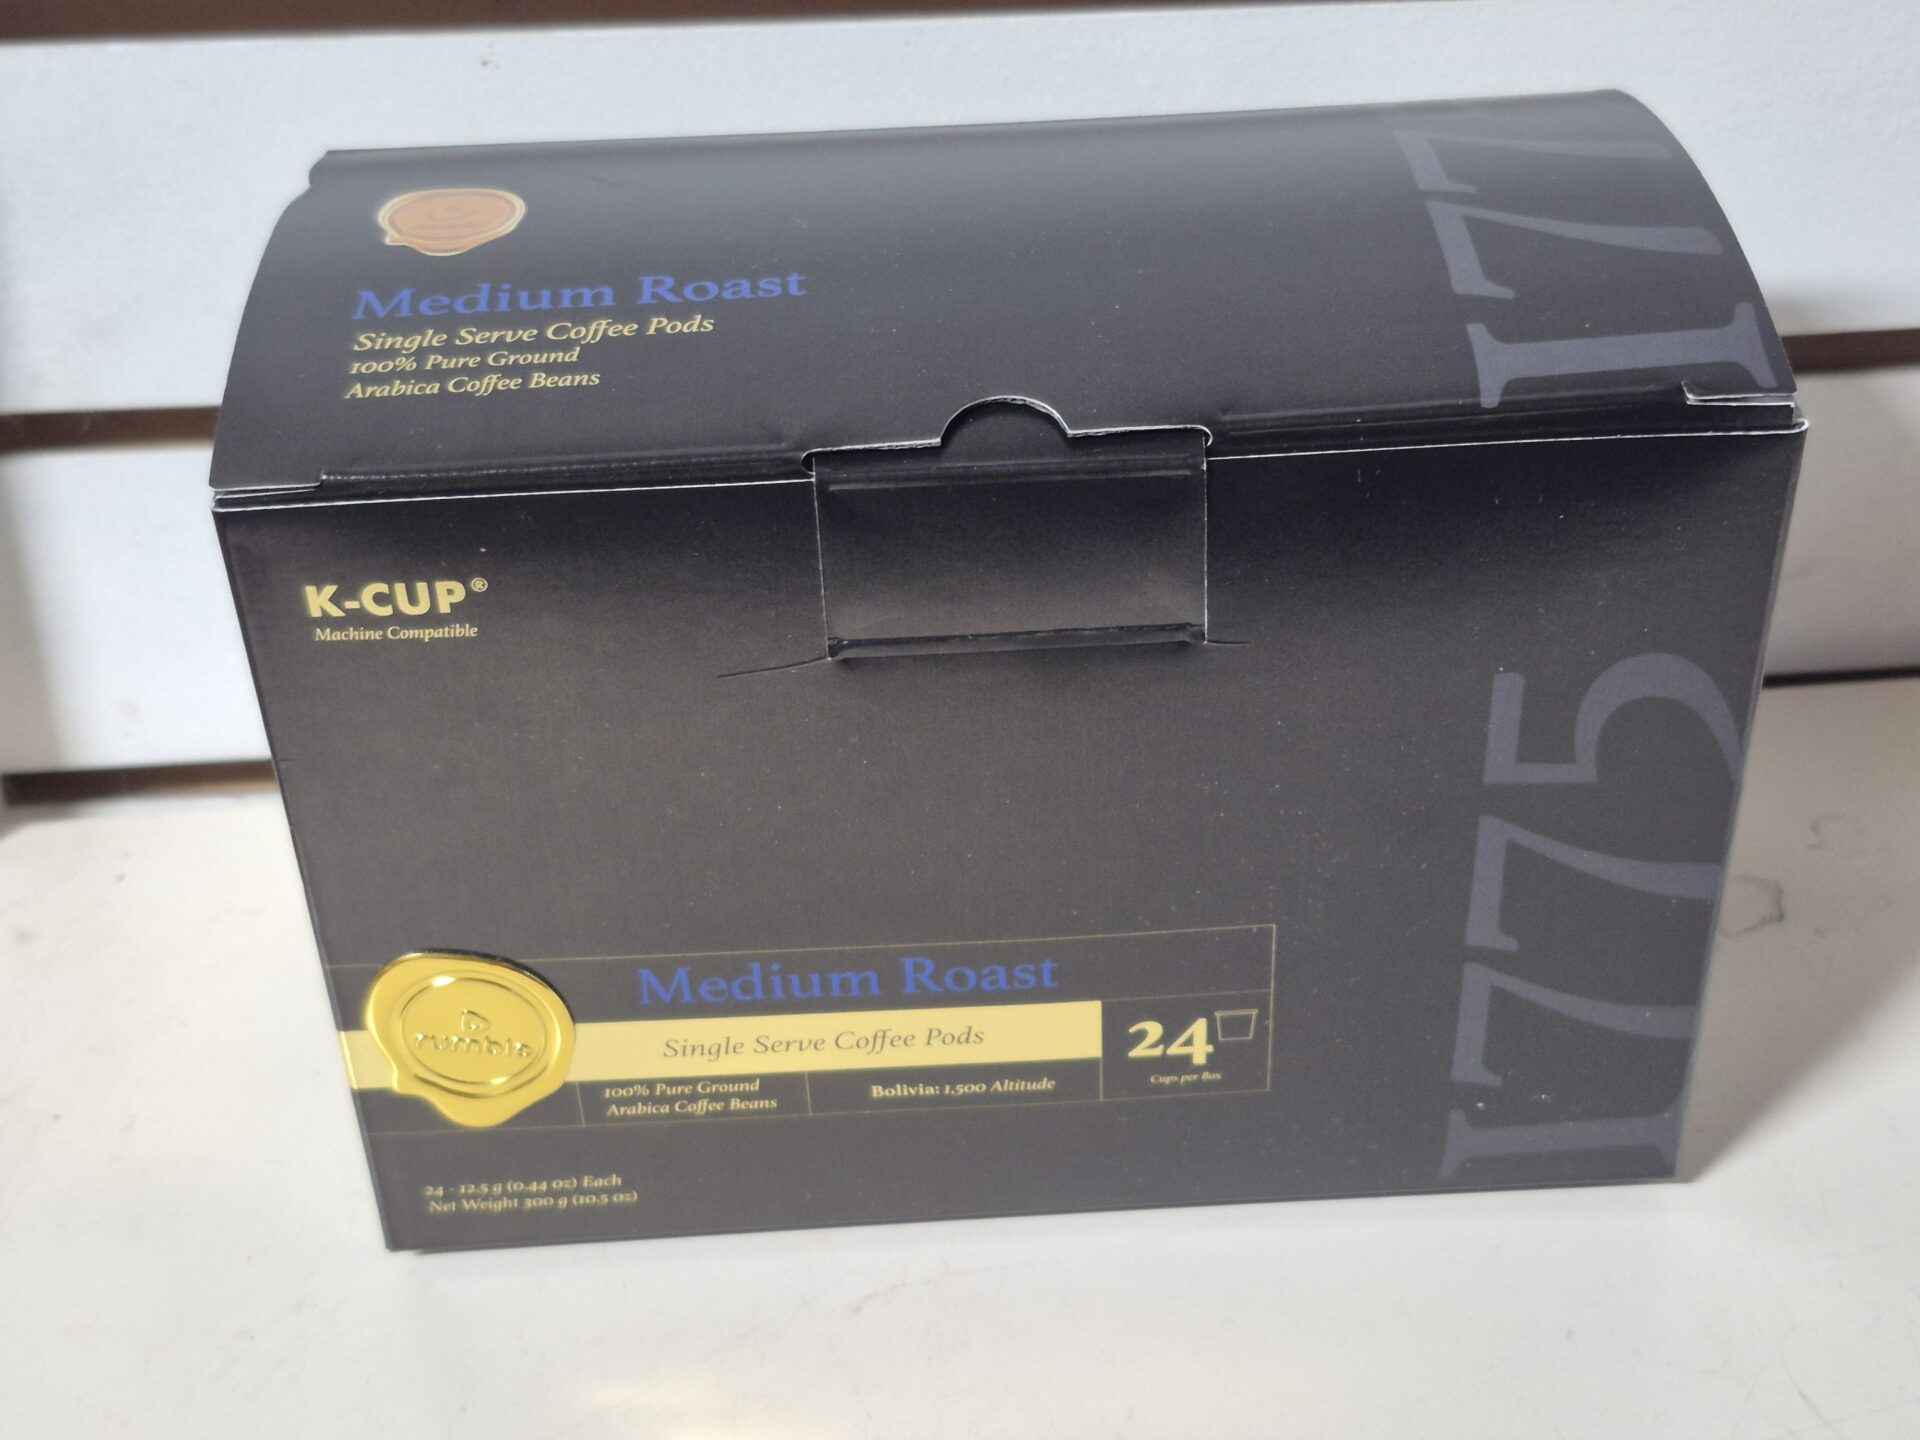 Medium Roast
Single Serve Coffee Pods
100% Pure Ground
Arabica Coffee Beans
177
K-CUP®
Machine Compatible
1775
rumble
Medium Roast
Single Serve Coffee Pods
100% Pure Ground
Arabica Coffee Beans
Bolivia: 1,500 Altitude
24
Cups per Box
24 - 12.5 g (0.44 oz) Each
Net Weight 300 g (10.5 oz)